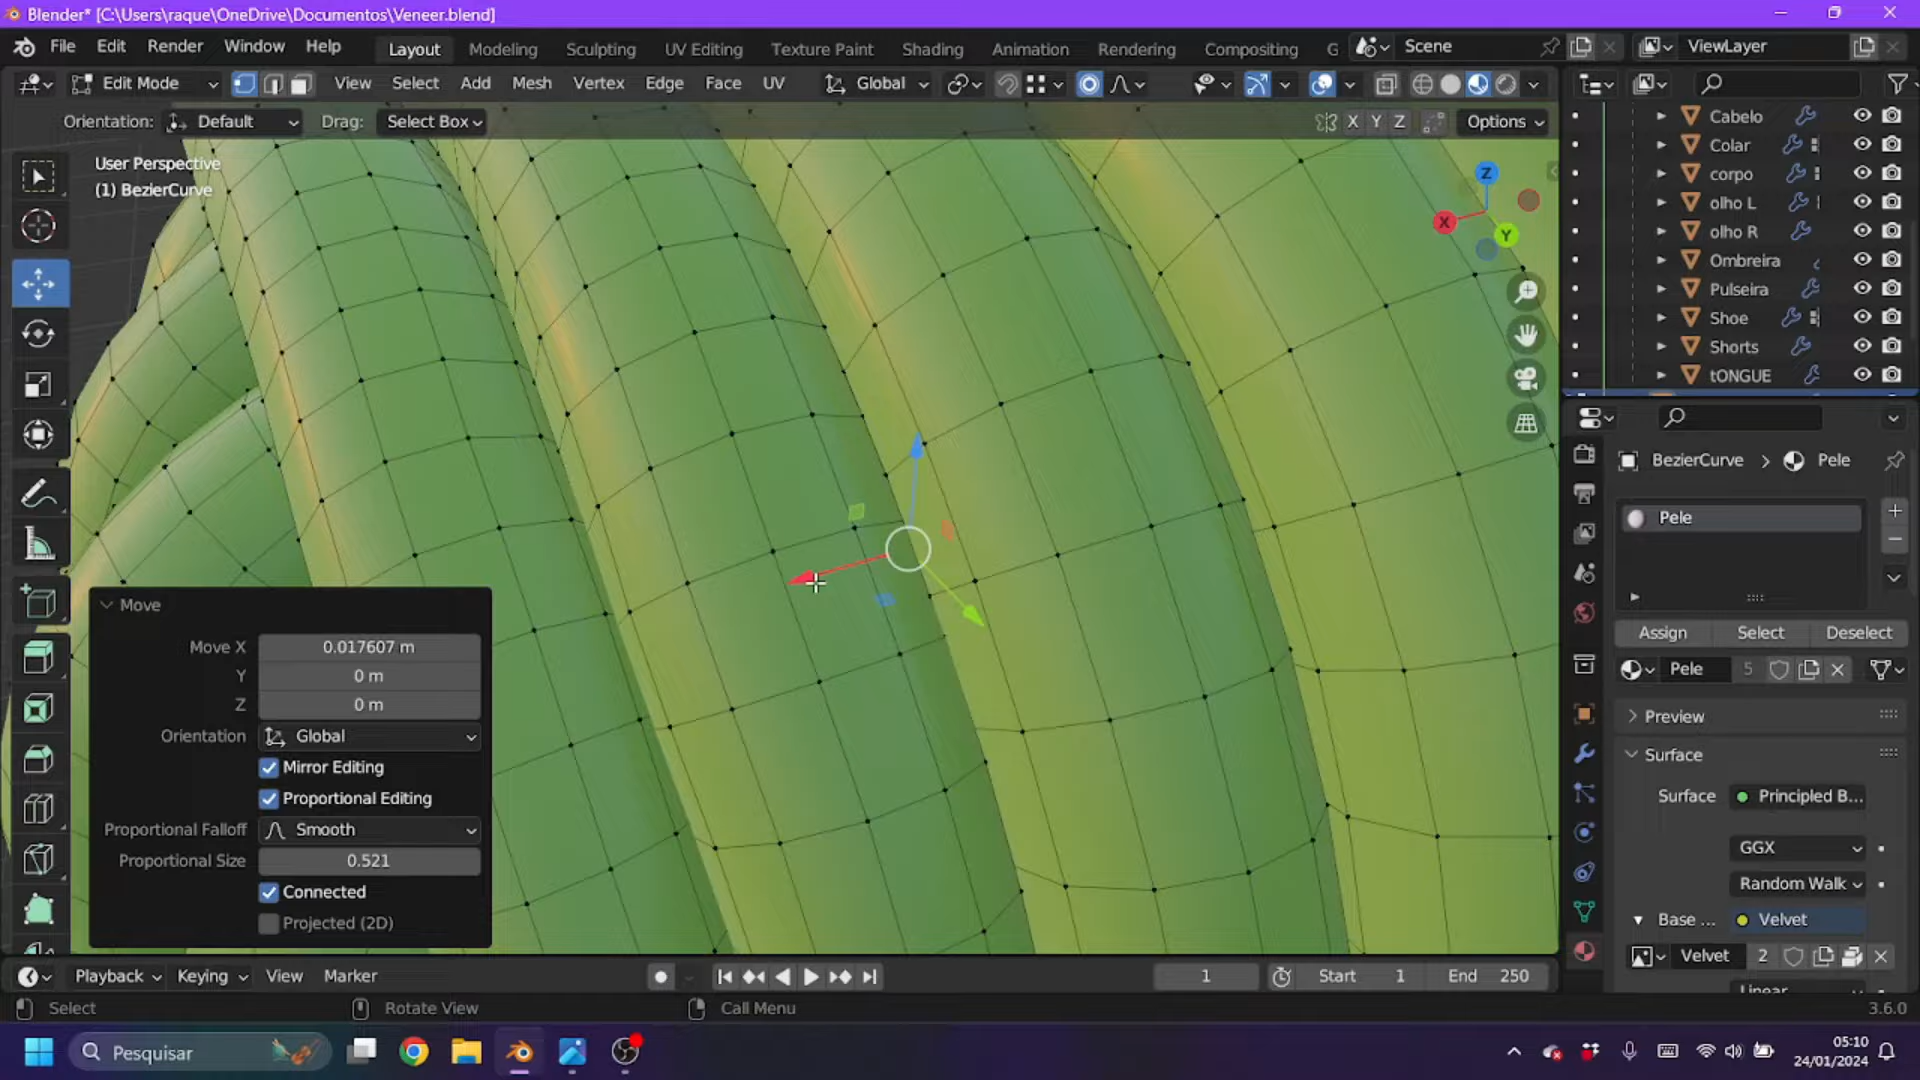 Blender* [C:\Users\raque\OneDrive\Documentos\Veneer.blend]
File Edit Render Window Help Layout Modeling Sculpting UV Editing Texture Paint Shading Animation Rendering Compositing G Scene ViewLayer
Edit Mode View Select Add Mesh Vertex Edge Face UV Global
Orientation: Default Drag: Select Box X Y Z Options
User Perspective
(1) BezierCurve
Z
X
Y
Cabelo
Colar
corpo
olho L
olho R
Ombreira
Pulseira
Shoe
Shorts
tONGUE
BezierCurve > Pele
Pele
Assign Select Deselect
Pele 5
Preview
Surface
Surface Principled B...
GGX
Random Walk
Base ... Velvet
Velvet 2
Linear
Move
Move X 0.017607 m
Y 0 m
Z 0 m
Orientation Global
Mirror Editing
Proportional Editing
Proportional Falloff Smooth
Proportional Size 0.521
Connected
Projected (2D)
Playback Keying View Marker 1 Start 1 End 250
Select Rotate View Call Menu 3.6.0
Pesquisar
05:10
24/01/2024